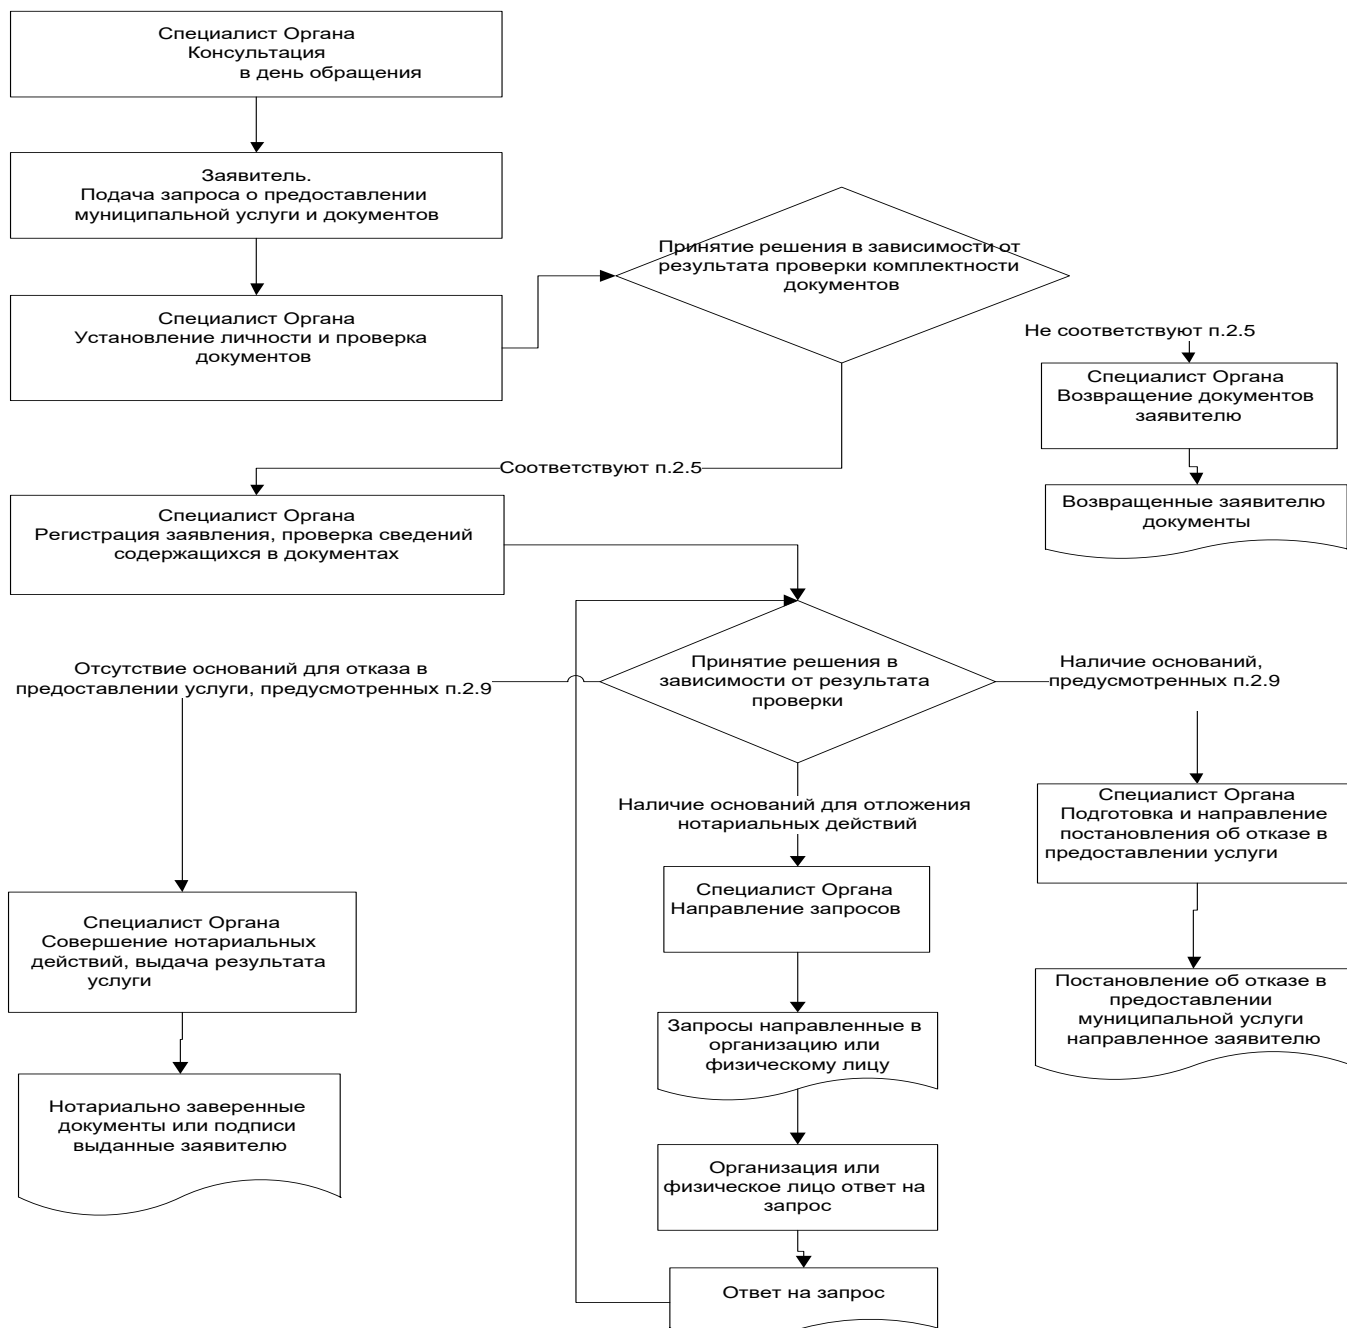 Специалист Органа
Консультация
в день обращения
Заявитель.
Подача запроса о предоставлении
муниципальной услуги и документов
Принятие решения в зависимости от
результата проверки комплектности
документов
Специалист Органа
Установление личности и проверка
документов
Не соответствуют п.2.5
Специалист Органа
Возвращение документов
заявителю
Соответствуют п.2.5
Возвращенные заявителю
документы
Специалист Органа
Регистрация заявления, проверка сведений
содержащихся в документах
Отсутствие оснований для отказа в
предоставлении услуги, предусмотренных п.2.9
Принятие решения в
зависимости от результата
проверки
Наличие оснований,
предусмотренных п.2.9
Наличие оснований для отложения
нотариальных действий
Специалист Органа
Подготовка и направление
постановления об отказе в
предоставлении услуги
Специалист Органа
Направление запросов
Специалист Органа
Совершение нотариальных
действий, выдача результата
услуги
Постановление об отказе в
предоставлении
муниципальной услуги
направленное заявителю
Запросы направленные в
организацию или
физическому лицу
Нотариально заверенные
документы или подписи
выданные заявителю
Организация или
физическое лицо ответ на
запрос
Ответ на запрос